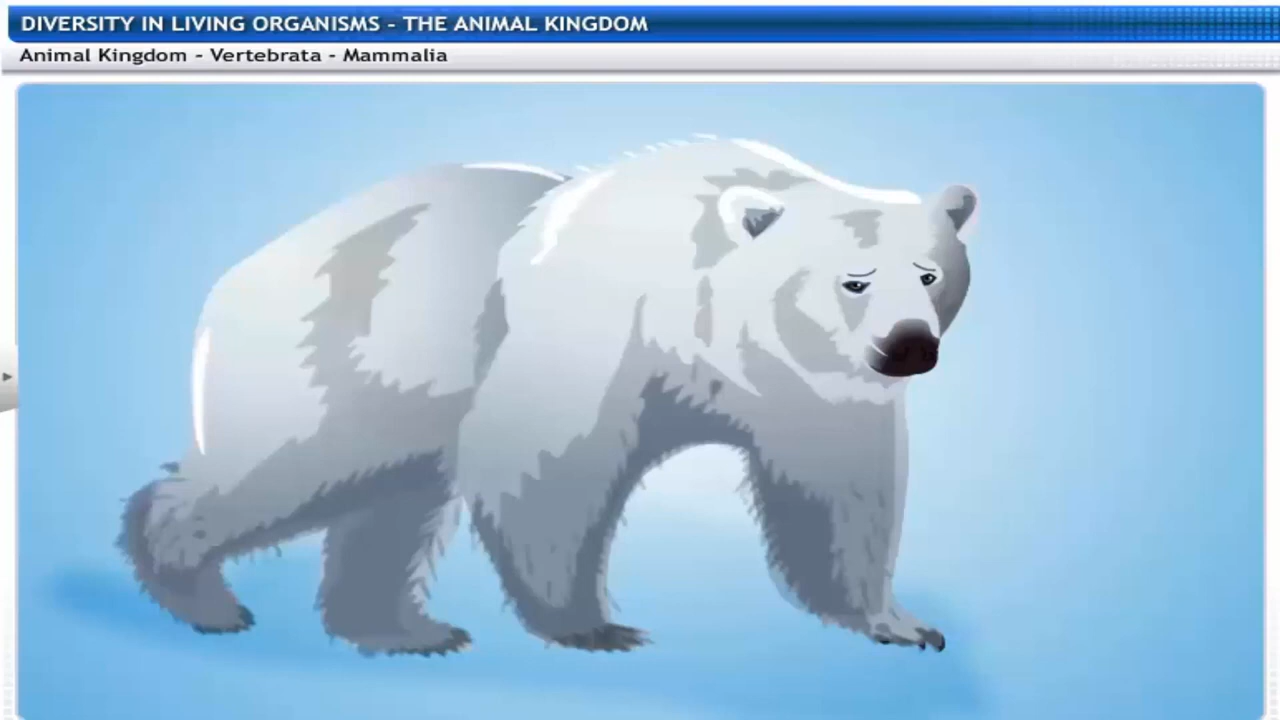 DIVERSITY IN LIVING ORGANISMS - THE ANIMAL KINGDOM
Animal Kingdom - Vertebrata - Mammalia